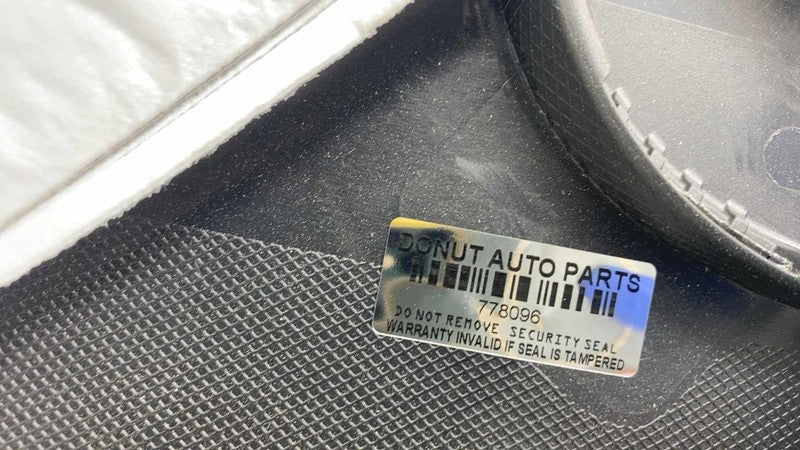 DONUT AUTO PARTS
778096
DO NOT REMOVE SECURITY SEAL
WARRANTY INVALID IF SEAL IS TAMPERED